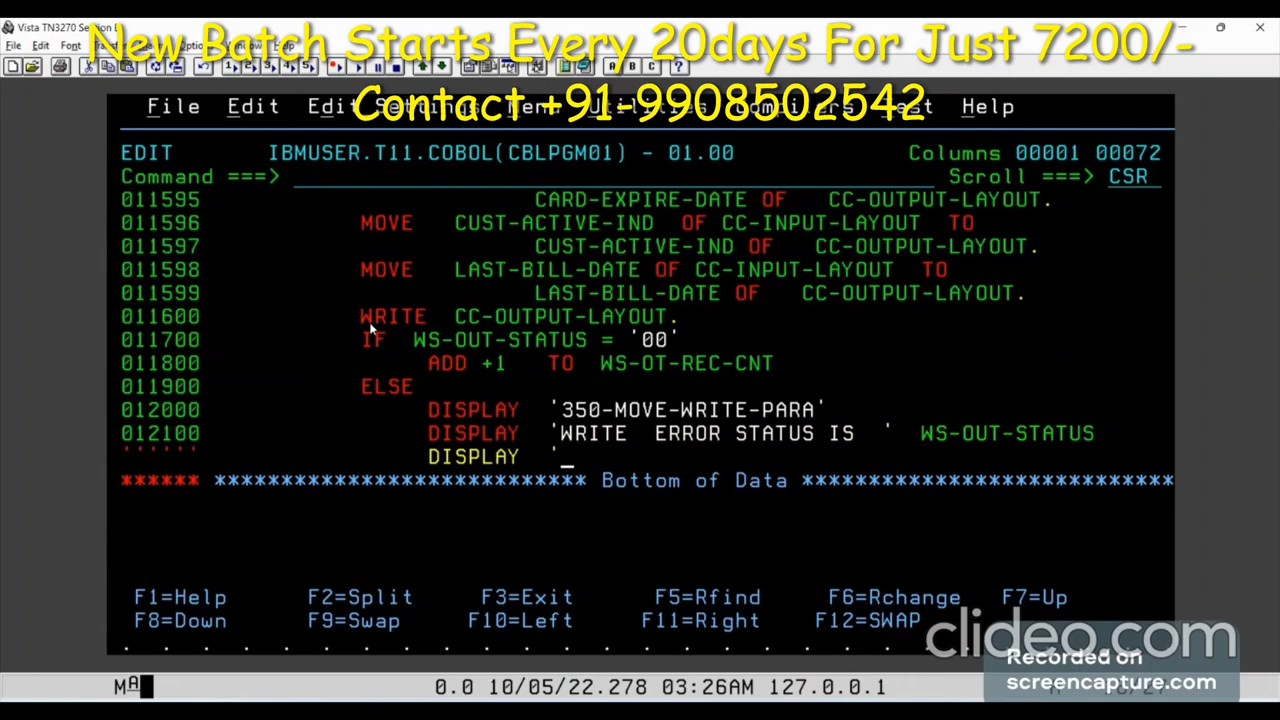 Vista TN3270 Session
New Batch Starts Every 20days For Just 7200/-
File Edit Font
Contact +91-9908502542
File Edit Edit Settings Menu Utilities Compilers Test Help
EDIT IBMUSER.T11.COBOL(CBLPGM01) - 01.00 Columns 00001 00072
Command ===> Scroll ===> CSR
011595 CARD-EXPIRE-DATE OF CC-OUTPUT-LAYOUT.
011596 MOVE CUST-ACTIVE-IND OF CC-INPUT-LAYOUT TO
011597 CUST-ACTIVE-IND OF CC-OUTPUT-LAYOUT.
011598 MOVE LAST-BILL-DATE OF CC-INPUT-LAYOUT TO
011599 LAST-BILL-DATE OF CC-OUTPUT-LAYOUT.
011600 WRITE CC-OUTPUT-LAYOUT.
011700 IF WS-OUT-STATUS = '00'
011800 ADD +1 TO WS-OT-REC-CNT
011900 ELSE
012000 DISPLAY '350-MOVE-WRITE-PARA'
012100 DISPLAY 'WRITE ERROR STATUS IS ' WS-OUT-STATUS
'''''' DISPLAY '_
****** **************************** Bottom of Data ****************************
F1=Help F2=Split F3=Exit F5=Rfind F6=Rchange F7=Up
F8=Down F9=Swap F10=Left F11=Right F12=SWAP
clideo.com
Recorded on
screencapture.com
MA 0.0 10/05/22.278 03:26AM 127.0.0.1